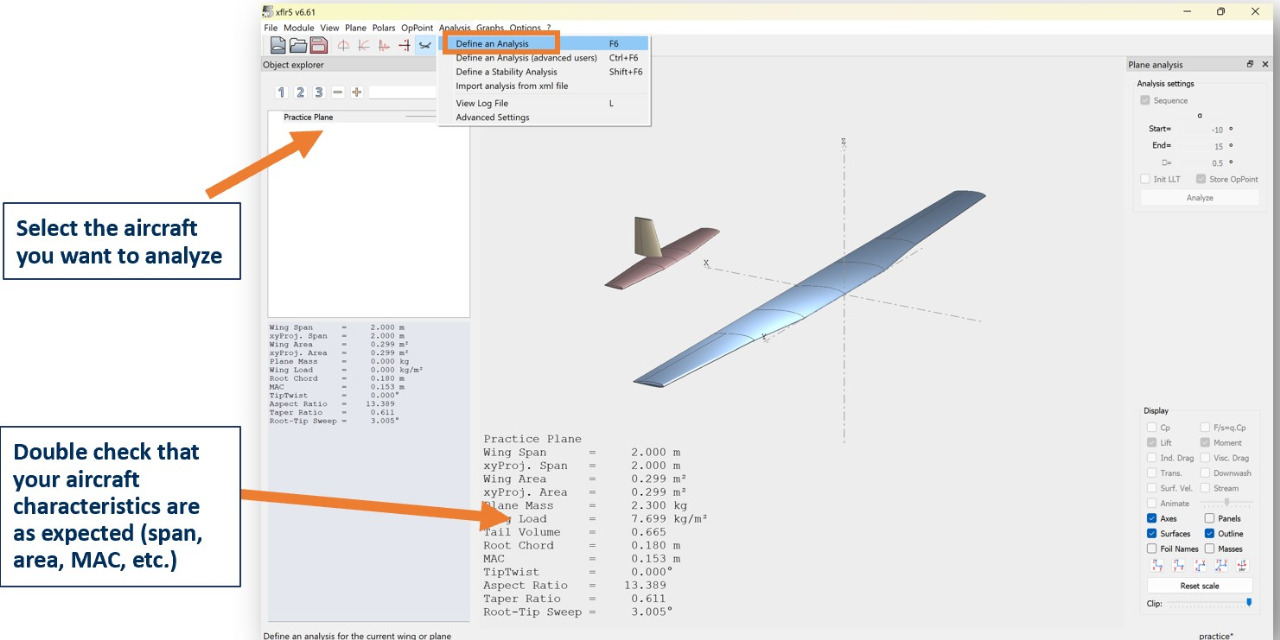 xflr5 v6.61
File Module View Plane Polars OpPoint Analysis Graphs Options ?
Define an Analysis F6
Define an Analysis (advanced users) Ctrl+F6
Define a Stability Analysis Shift+F6
Import analysis from xml file
View Log File L
Advanced Settings
Object explorer
1 2 3
Practice Plane
Select the aircraft
you want to analyze
Wing Span = 2.000 m
xyProj. Span = 2.000 m
Wing Area = 0.299 m²
xyProj. Area = 0.299 m²
Plane Mass = 0.000 kg
Wing Load = 0.000 kg/m²
Root Chord = 0.180 m
MAC = 0.153 m
TipTwist = 0.000°
Aspect Ratio = 13.389
Taper Ratio = 0.611
Root-Tip Sweep = 3.005°
Double check that
your aircraft
characteristics are
as expected (span,
area, MAC, etc.)
Z
X
Y
Practice Plane
Wing Span = 2.000 m
xyProj. Span = 2.000 m
Wing Area = 0.299 m²
xyProj. Area = 0.299 m²
Plane Mass = 2.300 kg
Load = 7.699 kg/m²
Tail Volume = 0.665
Root Chord = 0.180 m
MAC = 0.153 m
TipTwist = 0.000°
Aspect Ratio = 13.389
Taper Ratio = 0.611
Root-Tip Sweep = 3.005°
Plane analysis
Analysis settings
Sequence
α
Start= -10 °
End= 15 °
= 0.5 °
Init LLT Store OpPoint
Analyze
Display
Cp F/s=q.Cp
Lift Moment
Ind. Drag Visc. Drag
Trans. Downwash
Surf. Vel. Stream
Animate
Axes Panels
Surfaces Outline
Foil Names Masses
Reset scale
Clip:
Define an analysis for the current wing or plane
practice*